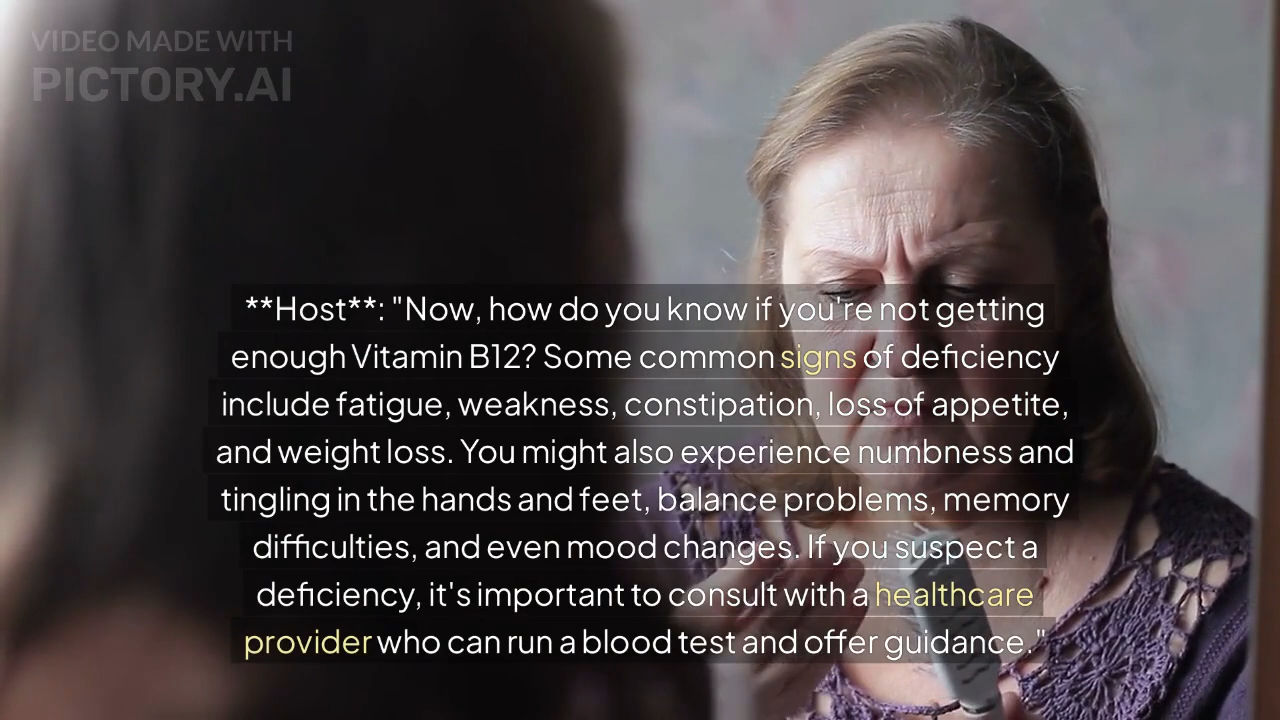 VIDEO MADE WITH
PICTORY.AI
**Host**: "Now, how do you know if you're not getting
enough Vitamin B12? Some common signs of deficiency
include fatigue, weakness, constipation, loss of appetite,
and weight loss. You might also experience numbness and
tingling in the hands and feet, balance problems, memory
difficulties, and even mood changes. If you suspect a
deficiency, it's important to consult with a healthcare
provider who can run a blood test and offer guidance."